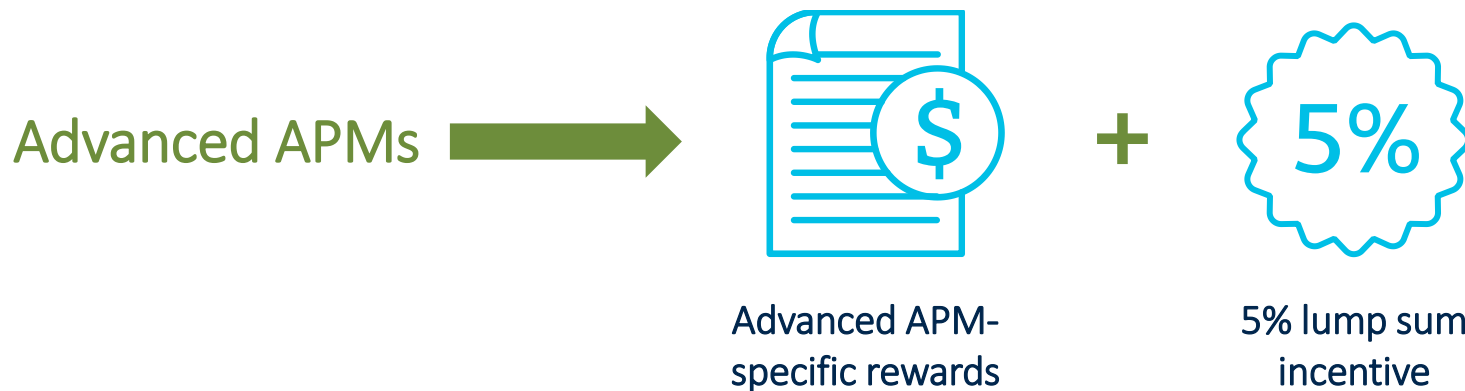 Advanced APMs
$
+
5%
Advanced APM-
specific rewards
5% lump sum
incentive